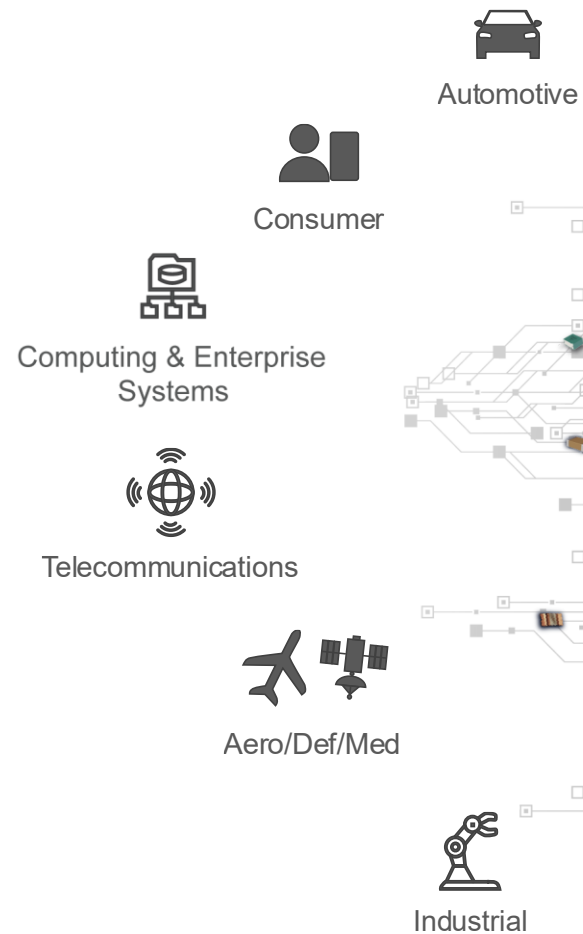 Automotive
Consumer
Computing & Enterprise
Systems
Telecommunications
Aero/Def/Med
Industrial